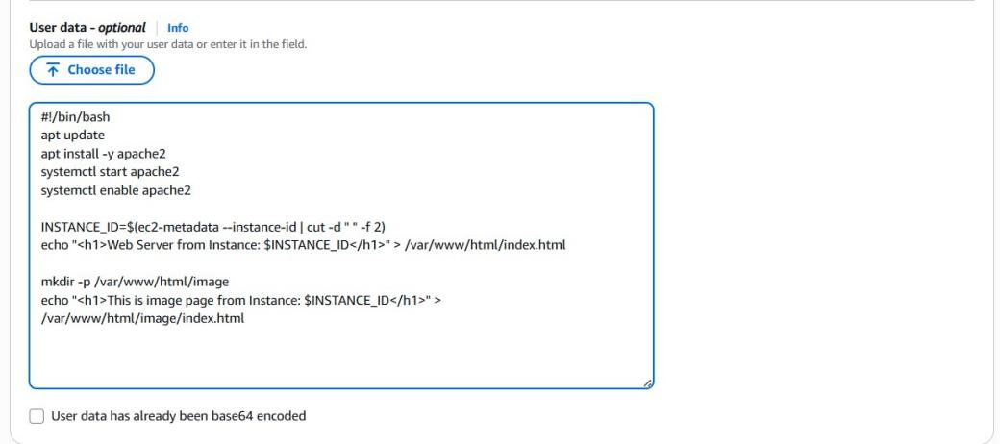 User data - optional Info
Upload a file with your user data or enter it in the field.
Choose file
#!/bin/bash
apt update
apt install -y apache2
systemctl start apache2
systemctl enable apache2
INSTANCE_ID=$(ec2-metadata --instance-id | cut -d " " -f 2)
echo "<h1>Web Server from Instance: $INSTANCE_ID</h1>" > /var/www/html/index.html
mkdir -p /var/www/html/image
echo "<h1>This is image page from Instance: $INSTANCE_ID</h1>" >
/var/www/html/image/index.html
User data has already been base64 encoded